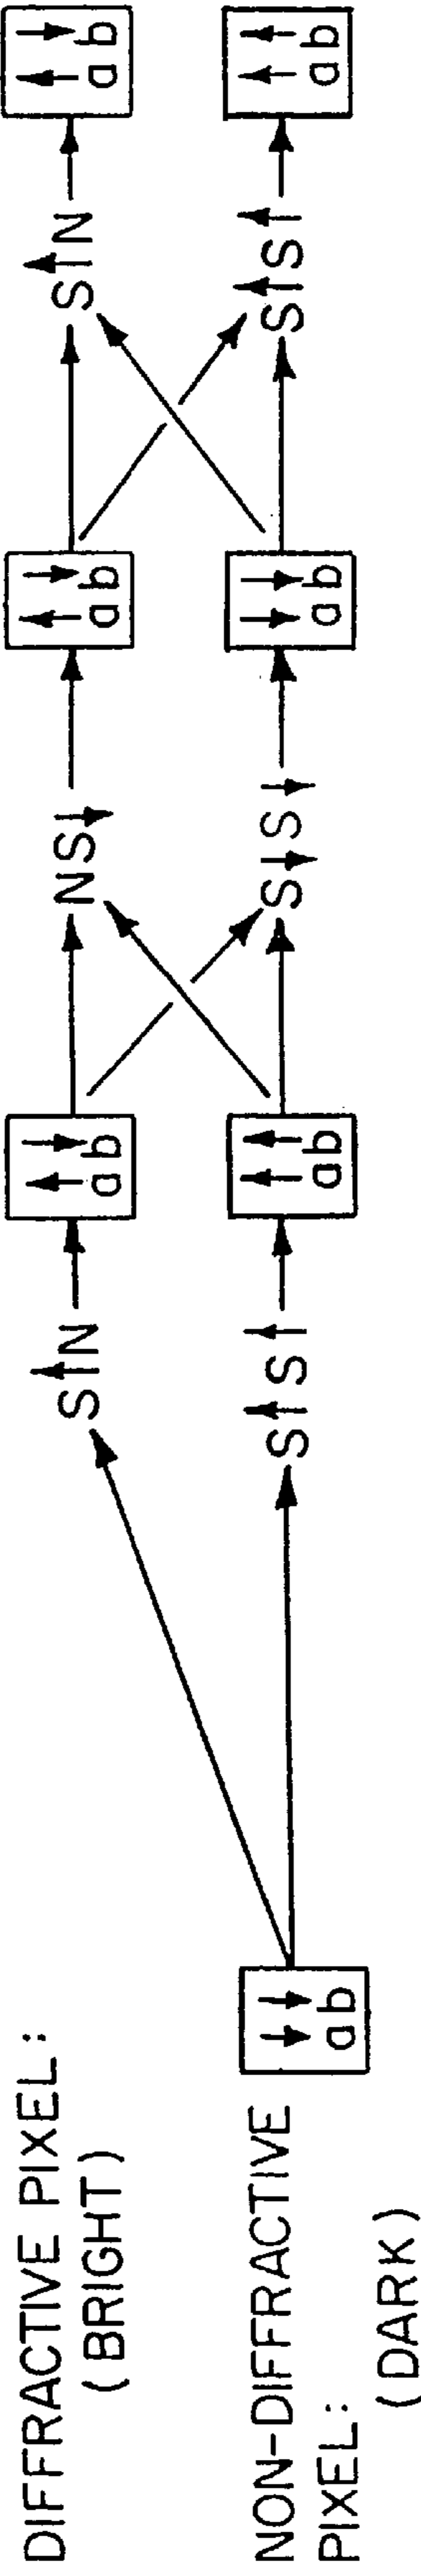 DIFFRACTIVE PIXEL:
(BRIGHT)
S↑N
↑↓
ab
NS↓
↑↓
ab
S↑N
↑↓
ab
NON-DIFFRACTIVE
PIXEL:
(DARK)
↓↓
ab
S↑S↑
↑↑
ab
S↓S↓
↓↓
ab
S↑S↑
↑↑
ab